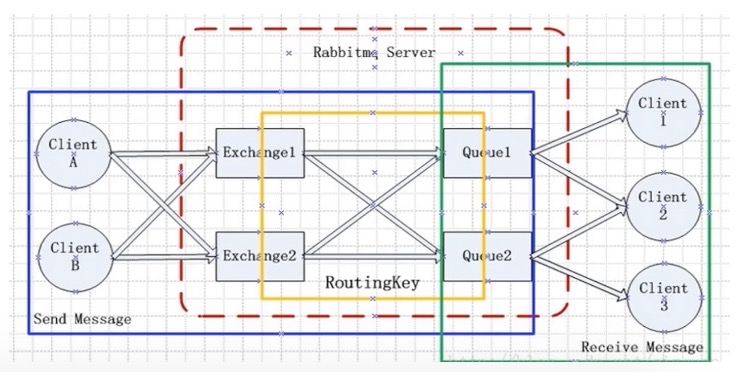 Rabbitmq Server
Client
A
Exchange1
Queue1
Client
1
Client
2
Client
B
Exchange2
Queue2
RoutingKey
Client
3
Send Message
Receive Message